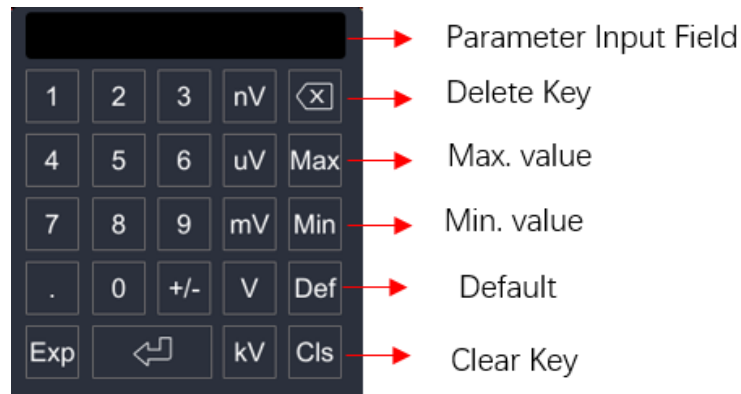 Parameter Input Field
1 2 3 nV Delete Key
4 5 6 uV Max Max. value
7 8 9 mV Min Min. value
. 0 +/- V Def Default
Exp kV Cls Clear Key